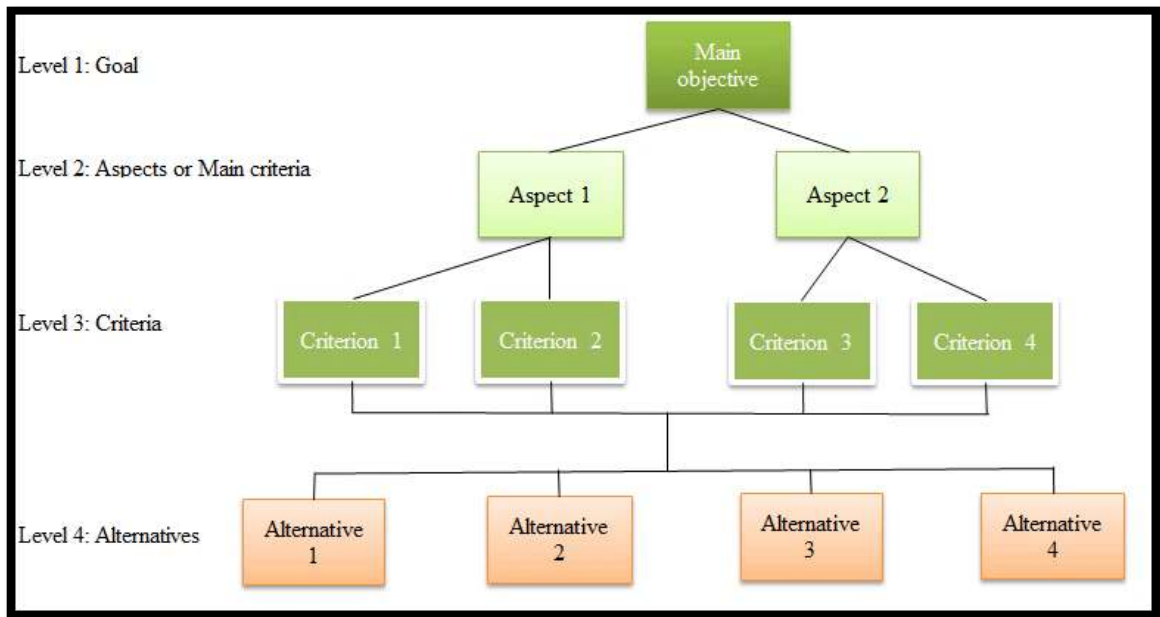 Main
objective
Level 1: Goal
Level 2: Aspects or Main criteria
Aspect 1
Aspect 2
Level 3: Criteria
Criterion 1
Criterion 2
Criterion 3
Criterion 4
Level 4: Alternatives
Alternative
1
Alternative
2
Alternative
3
Alternative
4